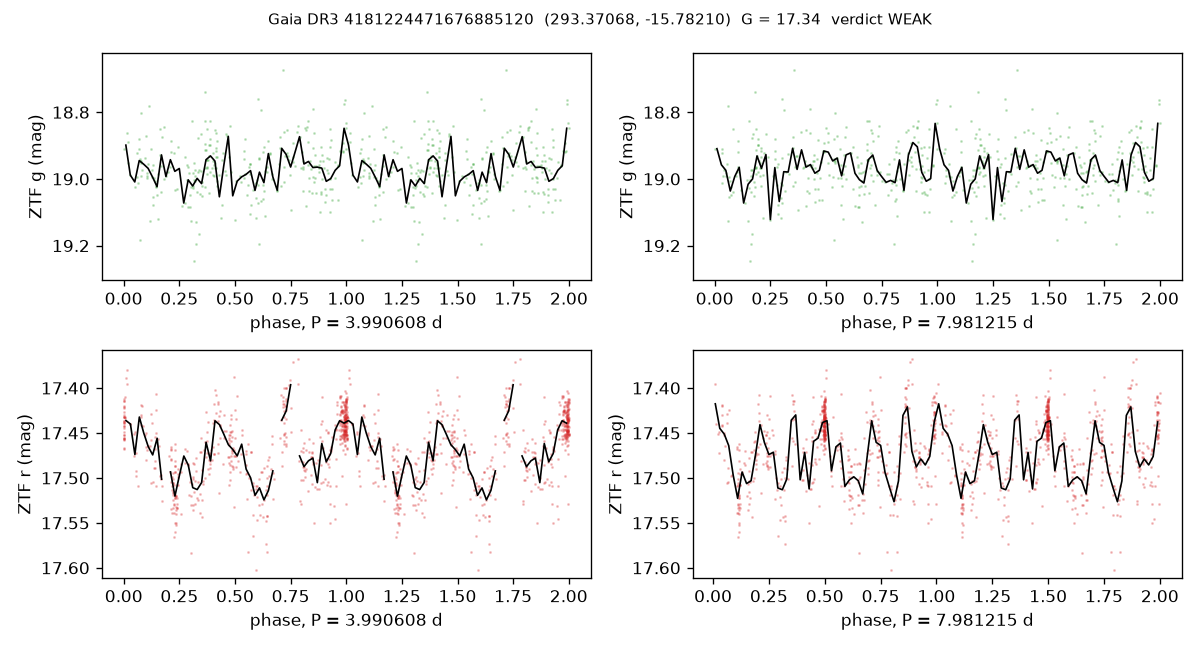 Gaia DR3 4181224471676885120 (293.37068, -15.78210) G = 17.34 verdict WEAK
ZTF g (mag)
18.8
19.0
19.2
0.00 0.25 0.50 0.75 1.00 1.25 1.50 1.75 2.00
phase, P = 3.990608 d
ZTF g (mag)
18.8
19.0
19.2
0.00 0.25 0.50 0.75 1.00 1.25 1.50 1.75 2.00
phase, P = 7.981215 d
ZTF r (mag)
17.40
17.45
17.50
17.55
17.60
0.00 0.25 0.50 0.75 1.00 1.25 1.50 1.75 2.00
phase, P = 3.990608 d
ZTF r (mag)
17.40
17.45
17.50
17.55
17.60
0.00 0.25 0.50 0.75 1.00 1.25 1.50 1.75 2.00
phase, P = 7.981215 d